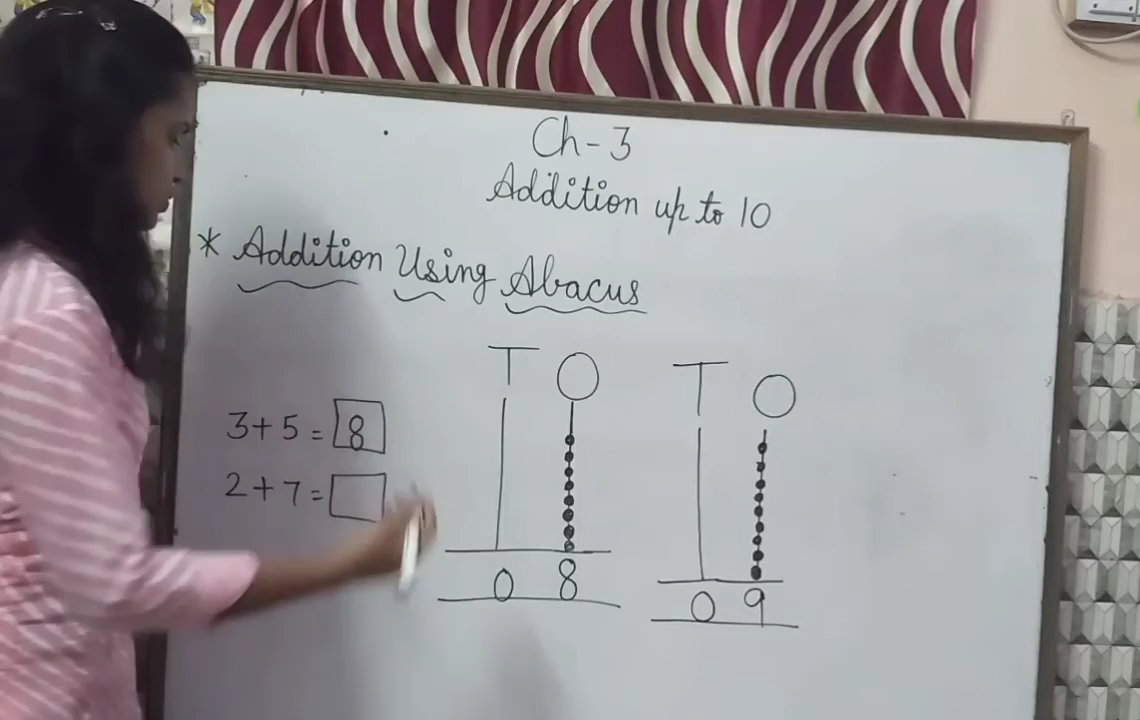 Ch-3
Addition up to 10
* Addition Using Abacus
T O
T O
3+5=8
2+7=
0 8
0 9